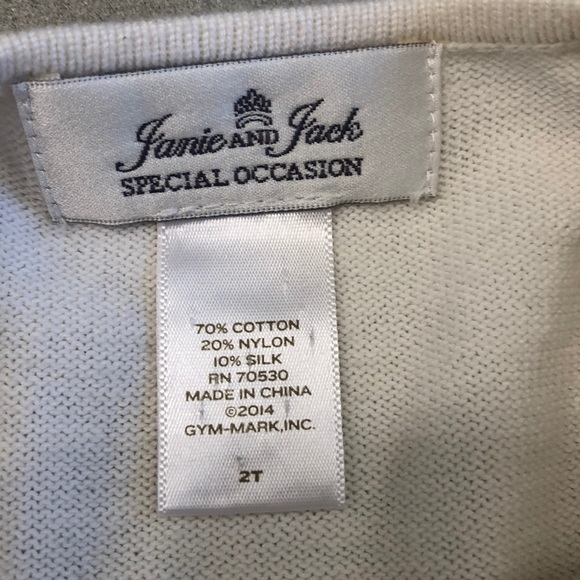 Janie AND Jack
SPECIAL OCCASION
70% COTTON
20% NYLON
10% SILK
RN 70530
MADE IN CHINA
©2014
GYM-MARK,INC.
2T